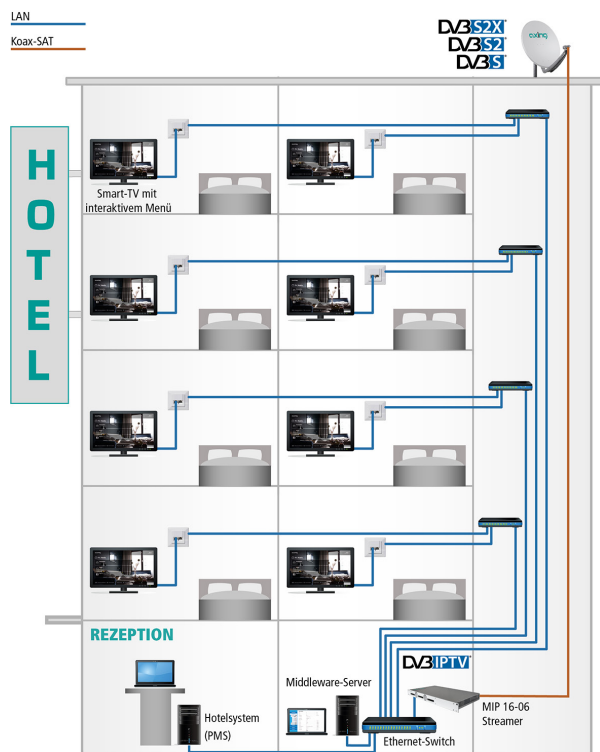 LAN
Koax-SAT
DVB S2X
DVB S2
DVB S
axing
HOTEL
Smart-TV mit
interaktivem Menü
REZEPTION
DVB IPTV
Middleware-Server
Hotelsystem
(PMS)
MIP 16-06
Streamer
Ethernet-Switch